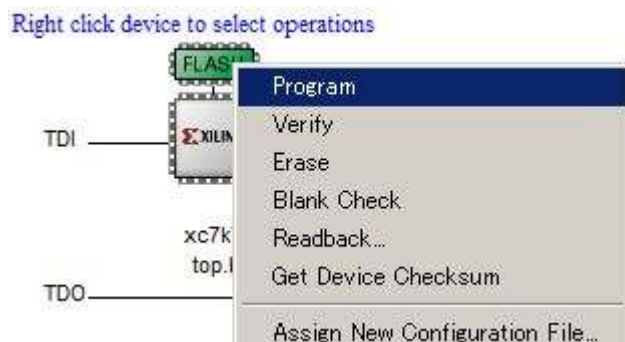 Right click device to select operations
FLASH
Program
TDI
XILIN
Verify
Erase
Blank Check
xc7k
Readback...
top.
Get Device Checksum
TDO
Assign New Configuration File...